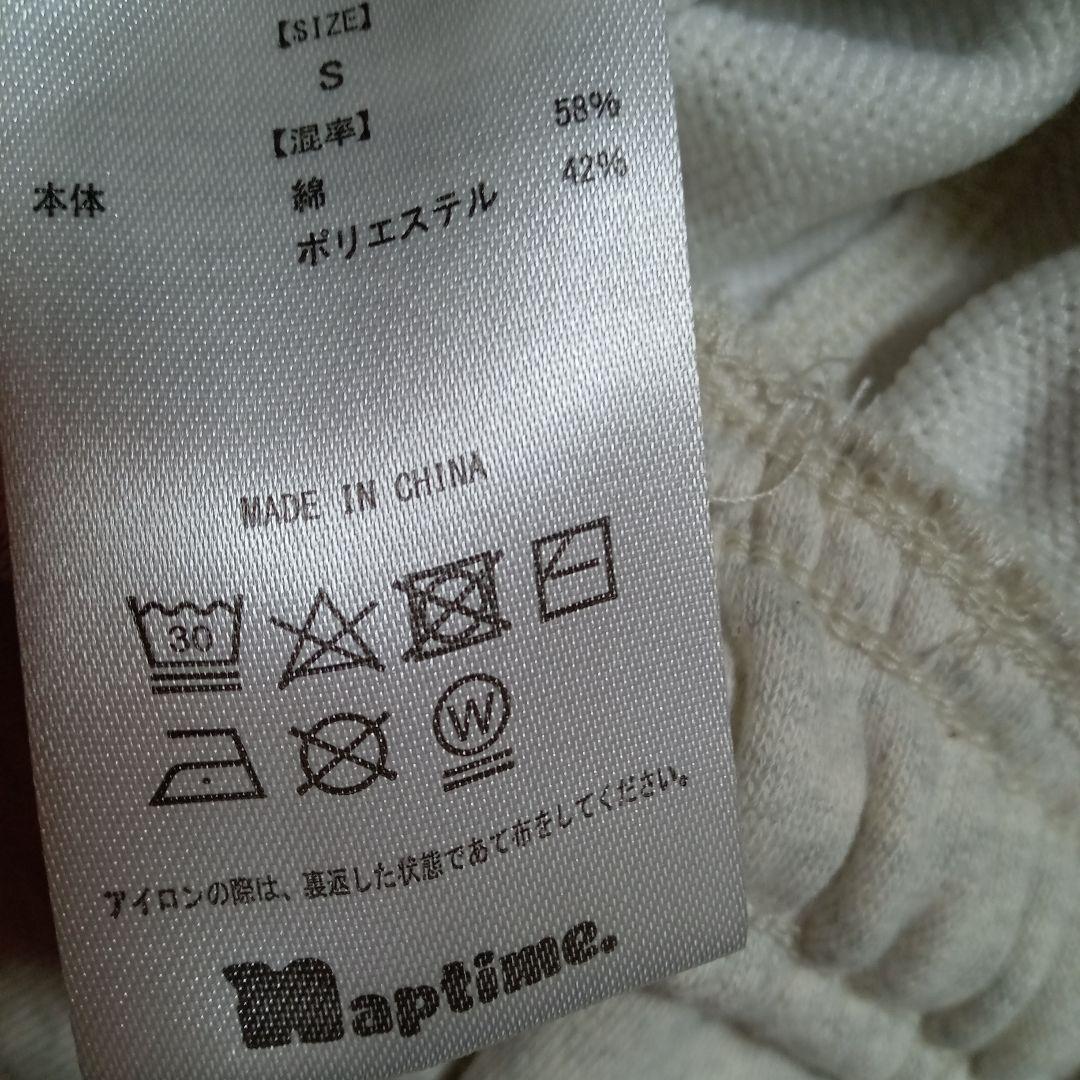 【SIZE】
S
【混率】
本体 綿 58%
ポリエステル 42%
MADE IN CHINA
30
W
アイロンの際は、裏返した状態であて布をしてください。
Naptime.